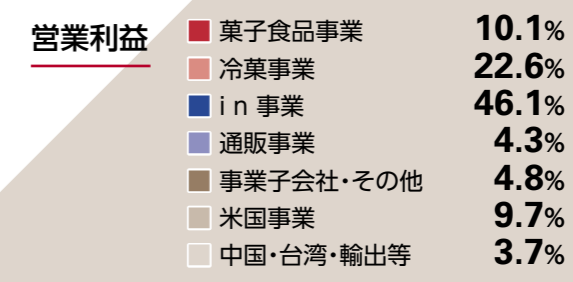 営業利益
菓子食品事業 10.1%
冷菓事業 22.6%
in 事業 46.1%
通販事業 4.3%
事業子会社・その他 4.8%
米国事業 9.7%
中国・台湾・輸出等 3.7%